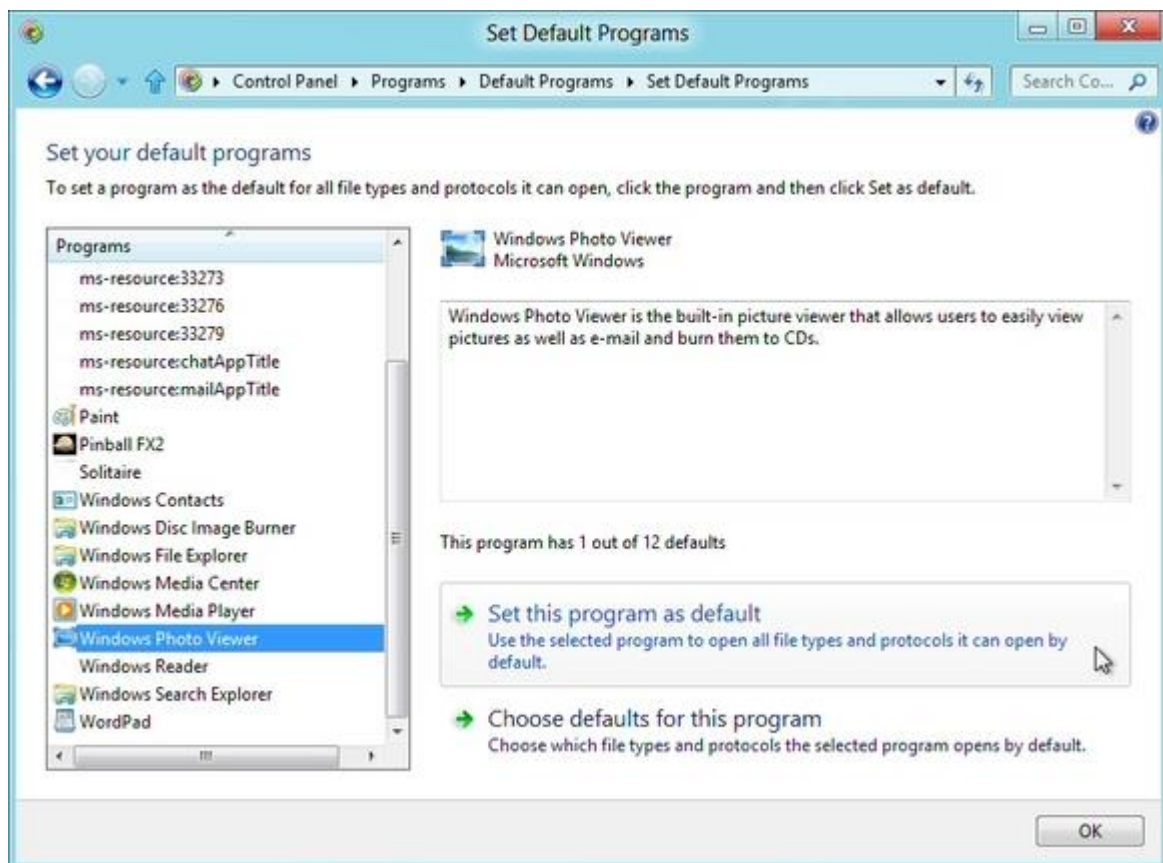 Set Default Programs
Control Panel Programs Default Programs Set Default Programs
Search Co...
Set your default programs
To set a program as the default for all file types and protocols it can open, click the program and then click Set as default.
Programs
ms-resource:33273
ms-resource:33276
ms-resource:33279
ms-resource:chatAppTitle
ms-resource:mailAppTitle
Paint
Pinball FX2
Solitaire
Windows Contacts
Windows Disc Image Burner
Windows File Explorer
Windows Media Center
Windows Media Player
Windows Photo Viewer
Windows Reader
Windows Search Explorer
WordPad
Windows Photo Viewer
Microsoft Windows
Windows Photo Viewer is the built-in picture viewer that allows users to easily view
pictures as well as e-mail and burn them to CDs.
This program has 1 out of 12 defaults
Set this program as default
Use the selected program to open all file types and protocols it can open by
default.
Choose defaults for this program
Choose which file types and protocols the selected program opens by default.
OK